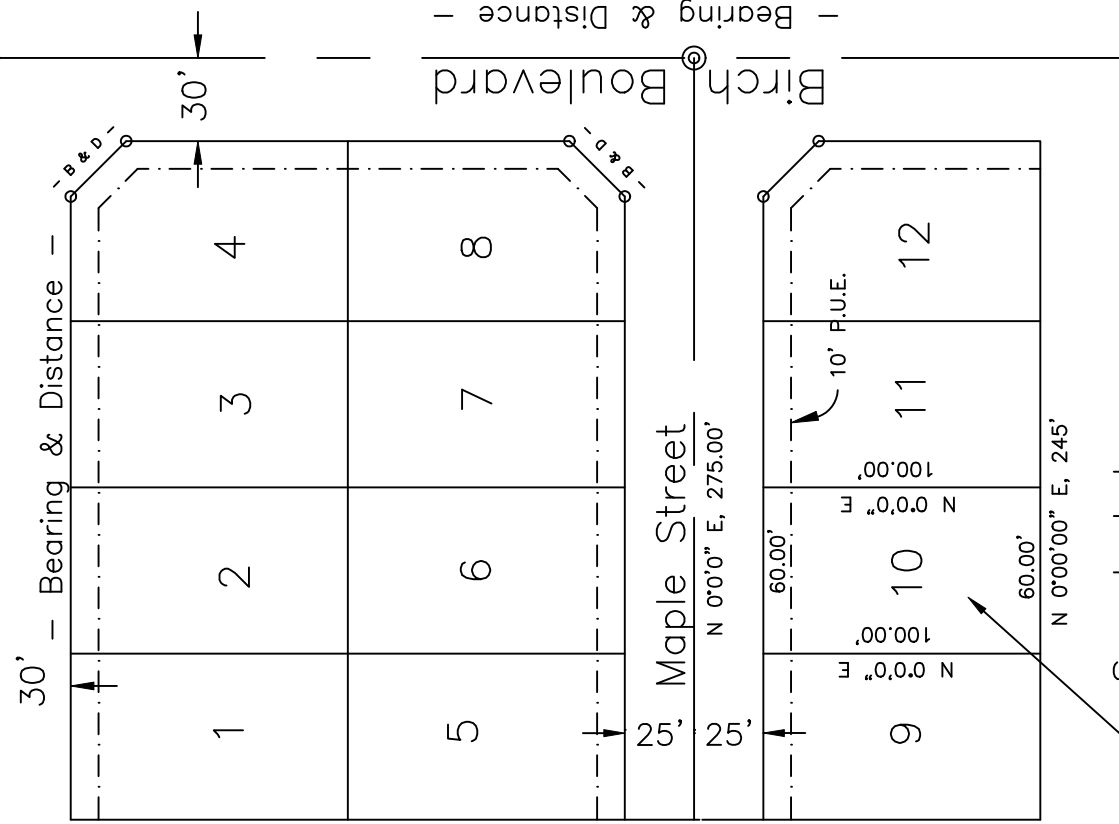 — Bearing & Distance —
30'
Birch Boulevard
- B & D -
- B & D -
— Bearing & Distance —
30'
4
8
12
3
7
11
10' P.U.E.
2
6
10
1
5
9
Maple Street
N 0°0'0" E, 275.00'
100.00'
N 0°0'0" E
60.00'
60.00'
N 0°00'00" E, 245'
100.00'
N 0°0'0" E
25'
25'